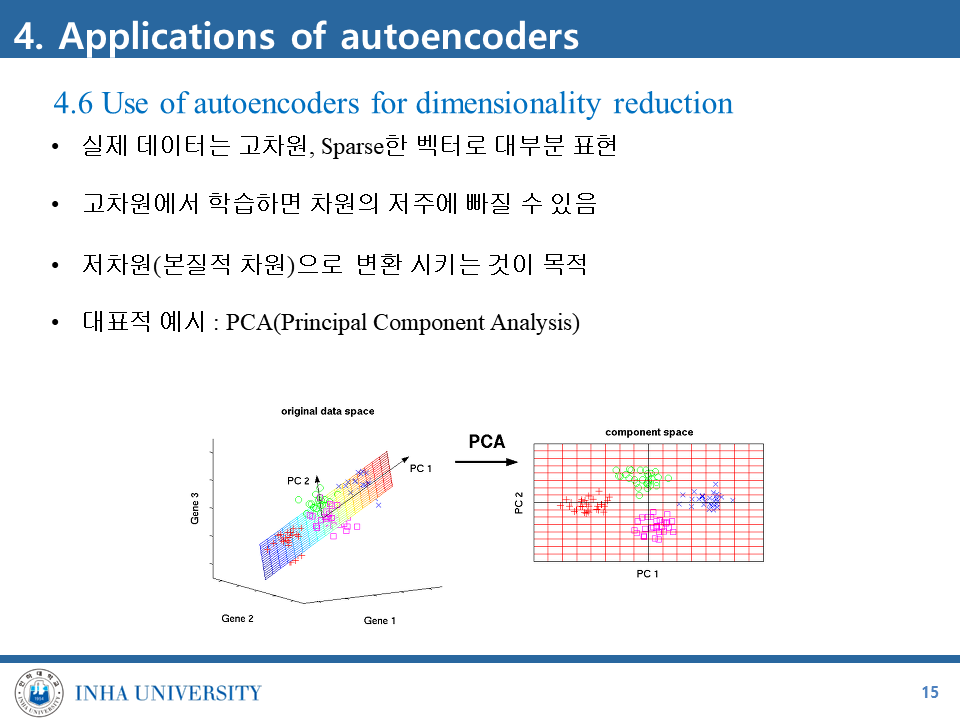 4. Applications of autoencoders
4.6 Use of autoencoders for dimensionality reduction
• 실제 데이터는 고차원, Sparse한 벡터로 대부분 표현
• 고차원에서 학습하면 차원의 저주에 빠질 수 있음
• 저차원(본질적 차원)으로 변환 시키는 것이 목적
• 대표적 예시 : PCA(Principal Component Analysis)
original data space
PC 2
PC 1
Gene 3
Gene 2
Gene 1
PCA
component space
PC 2
PC 1
INHA UNIVERSITY
15